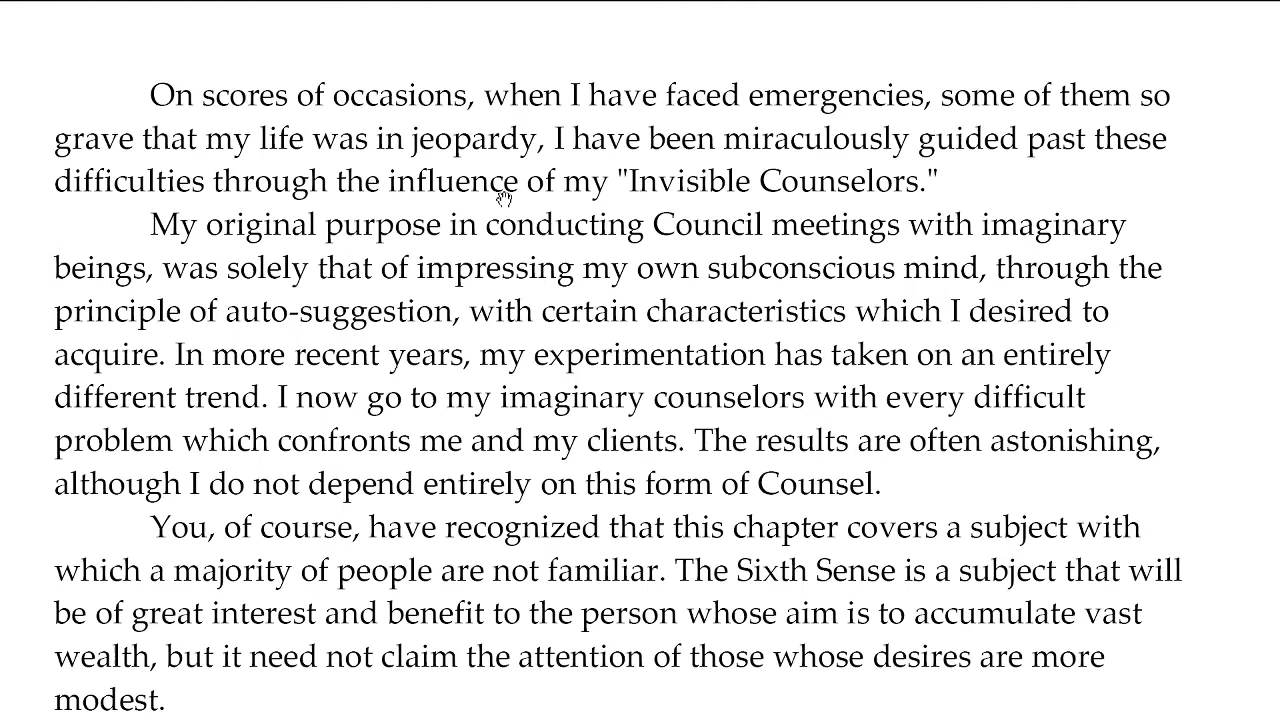 On scores of occasions, when I have faced emergencies, some of them so
grave that my life was in jeopardy, I have been miraculously guided past these
difficulties through the influence of my "Invisible Counselors."
My original purpose in conducting Council meetings with imaginary
beings, was solely that of impressing my own subconscious mind, through the
principle of auto-suggestion, with certain characteristics which I desired to
acquire. In more recent years, my experimentation has taken on an entirely
different trend. I now go to my imaginary counselors with every difficult
problem which confronts me and my clients. The results are often astonishing,
although I do not depend entirely on this form of Counsel.
You, of course, have recognized that this chapter covers a subject with
which a majority of people are not familiar. The Sixth Sense is a subject that will
be of great interest and benefit to the person whose aim is to accumulate vast
wealth, but it need not claim the attention of those whose desires are more
modest.